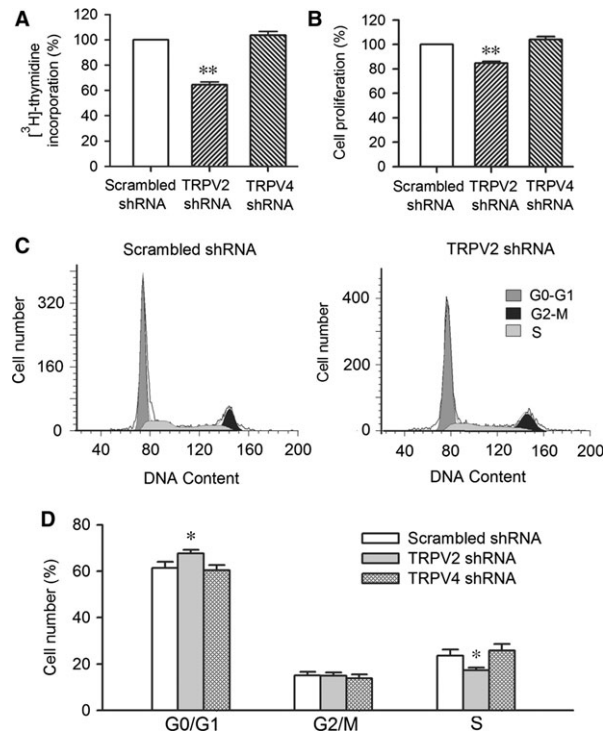 A
[³H]-thymidine
incorporation (%)
120
100
80
60
40
20
0
**
Scrambled
shRNA
TRPV2
shRNA
TRPV4
shRNA
B
Cell proliferation (%)
120
100
80
60
40
20
0
**
Scrambled
shRNA
TRPV2
shRNA
TRPV4
shRNA
C
Scrambled shRNA
Cell number
320
160
0
40
80
120
160
200
DNA Content
TRPV2 shRNA
Cell number
400
200
0
40
80
120
160
200
DNA Content
G0-G1
G2-M
S
D
Cell number (%)
80
60
40
20
0
*
*
Scrambled shRNA
TRPV2 shRNA
TRPV4 shRNA
G0/G1
G2/M
S